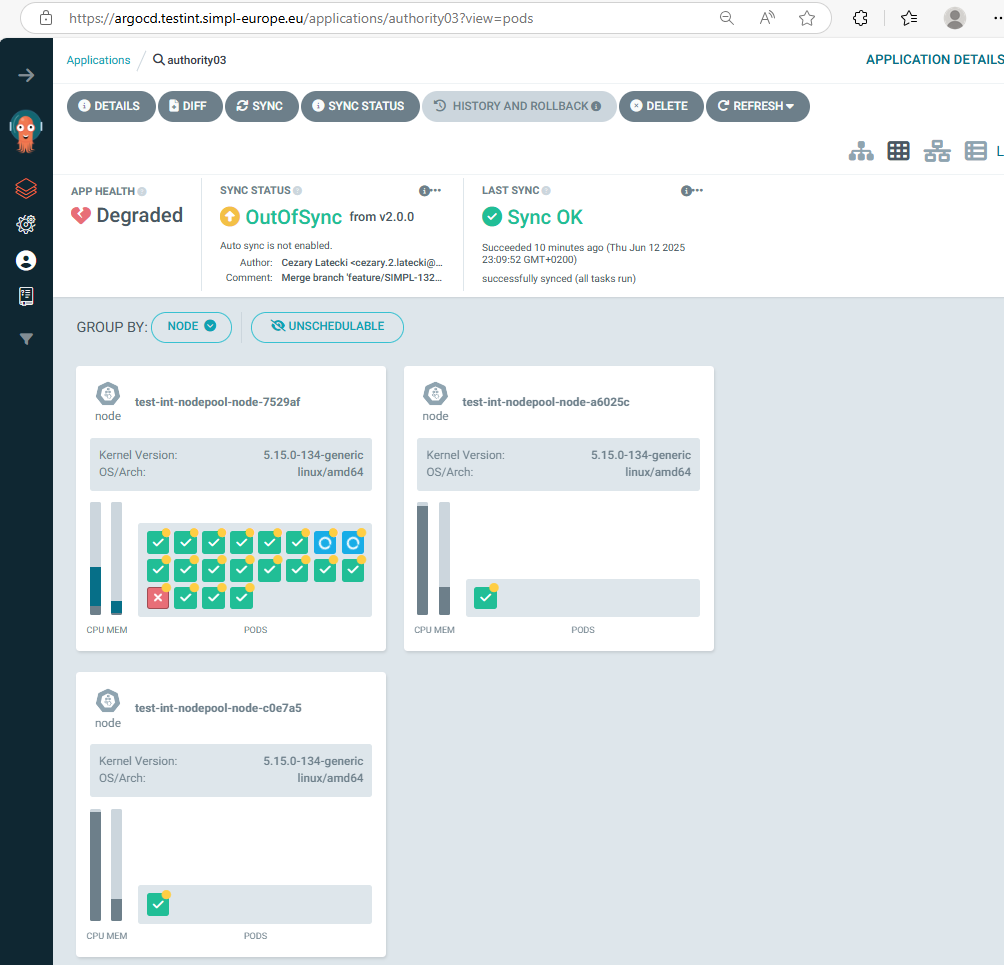 https://argocd.testint.simpl-europe.eu/applications/authority03?view=pods
Applications / authority03
APPLICATION DETAILS
DETAILS DIFF SYNC SYNC STATUS HISTORY AND ROLLBACK DELETE REFRESH
APP HEALTH
Degraded
SYNC STATUS
OutOfSync from v2.0.0
Auto sync is not enabled.
Author: Cezary Latecki <cezary.2.latecki@...
Comment: Merge branch 'feature/SIMPL-132...
LAST SYNC
Sync OK
Succeeded 10 minutes ago (Thu Jun 12 2025
23:09:52 GMT+0200)
successfully synced (all tasks run)
GROUP BY: NODE UNSCHEDULABLE
node
test-int-nodepool-node-7529af
Kernel Version: 5.15.0-134-generic
OS/Arch: linux/amd64
CPU MEM PODS
node
test-int-nodepool-node-a6025c
Kernel Version: 5.15.0-134-generic
OS/Arch: linux/amd64
CPU MEM PODS
node
test-int-nodepool-node-c0e7a5
Kernel Version: 5.15.0-134-generic
OS/Arch: linux/amd64
CPU MEM PODS